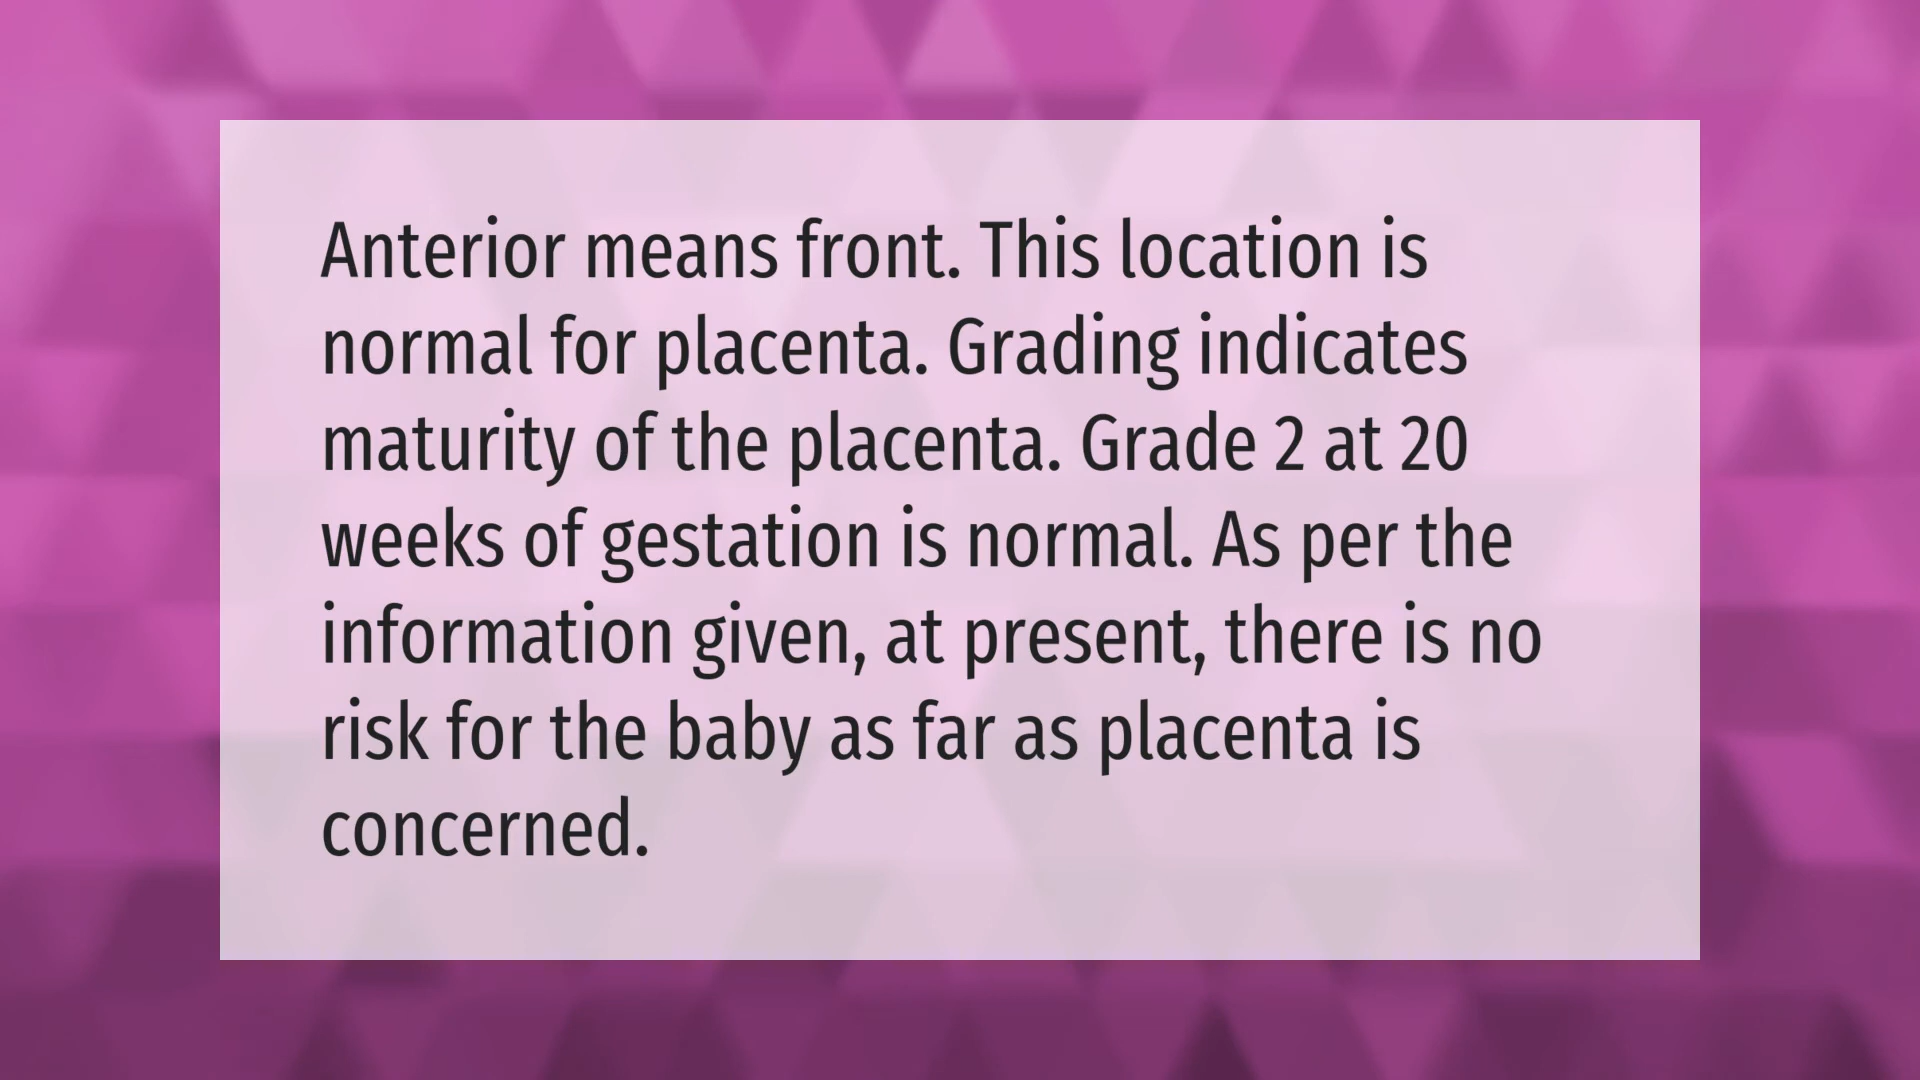 Anterior means front. This location is
normal for placenta. Grading indicates
maturity of the placenta. Grade 2 at 20
weeks of gestation is normal. As per the
information given, at present, there is no
risk for the baby as far as placenta is
concerned.